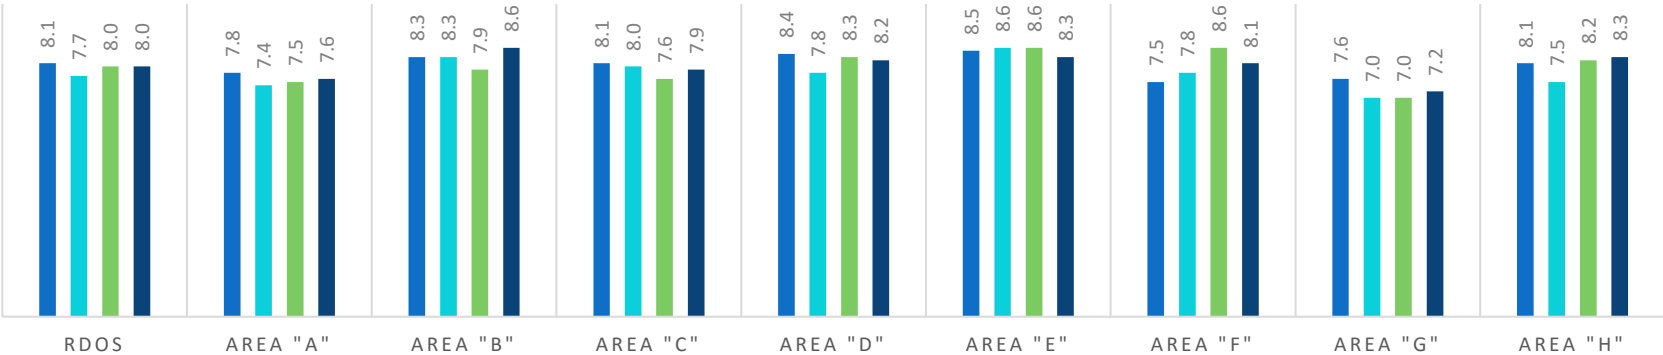 8.1 7.7 8.0 8.0 7.8 7.4 7.5 7.6 8.3 8.3 7.9 8.6 8.1 8.0 7.6 7.9 8.4 7.8 8.3 8.2 8.5 8.6 8.6 8.3 7.5 7.8 8.6 8.1 7.6 7.0 7.0 7.2 8.1 7.5 8.2 8.3
RDOS AREA "A" AREA "B" AREA "C" AREA "D" AREA "E" AREA "F" AREA "G" AREA "H"